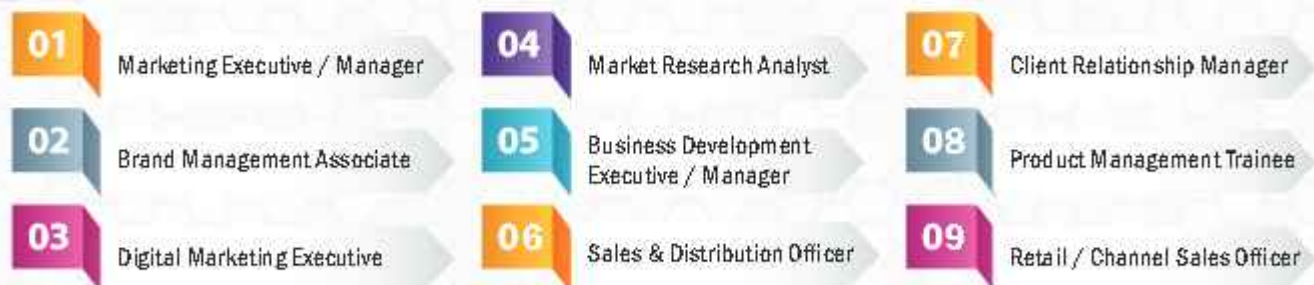 01
Marketing Executive / Manager
02
Brand Management Associate
03
Digital Marketing Executive
04
Market Research Analyst
05
Business Development
Executive / Manager
06
Sales & Distribution Officer
07
Client Relationship Manager
08
Product Management Trainee
09
Retail / Channel Sales Officer